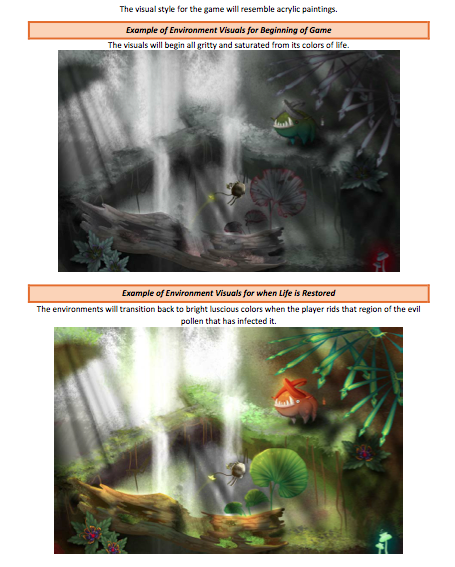 The visual style for the game will resemble acrylic paintings.
Example of Environment Visuals for Beginning of Game
The visuals will begin all gritty and saturated from its colors of life.
Example of Environment Visuals for when Life is Restored
The environments will transition back to bright luscious colors when the player rids that region of the evil
pollen that has infected it.